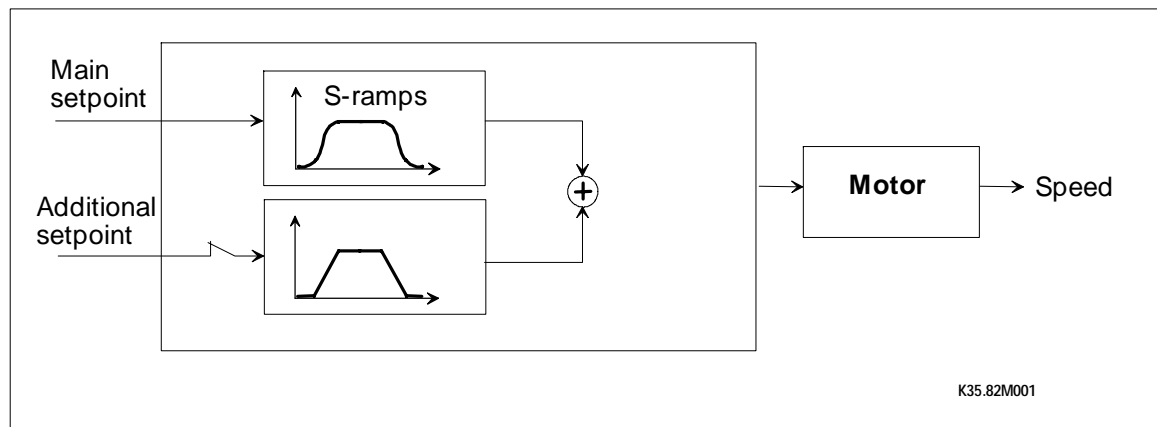 Main
setpoint
S-ramps
Additional
setpoint
+
Motor
Speed
K35.82M001